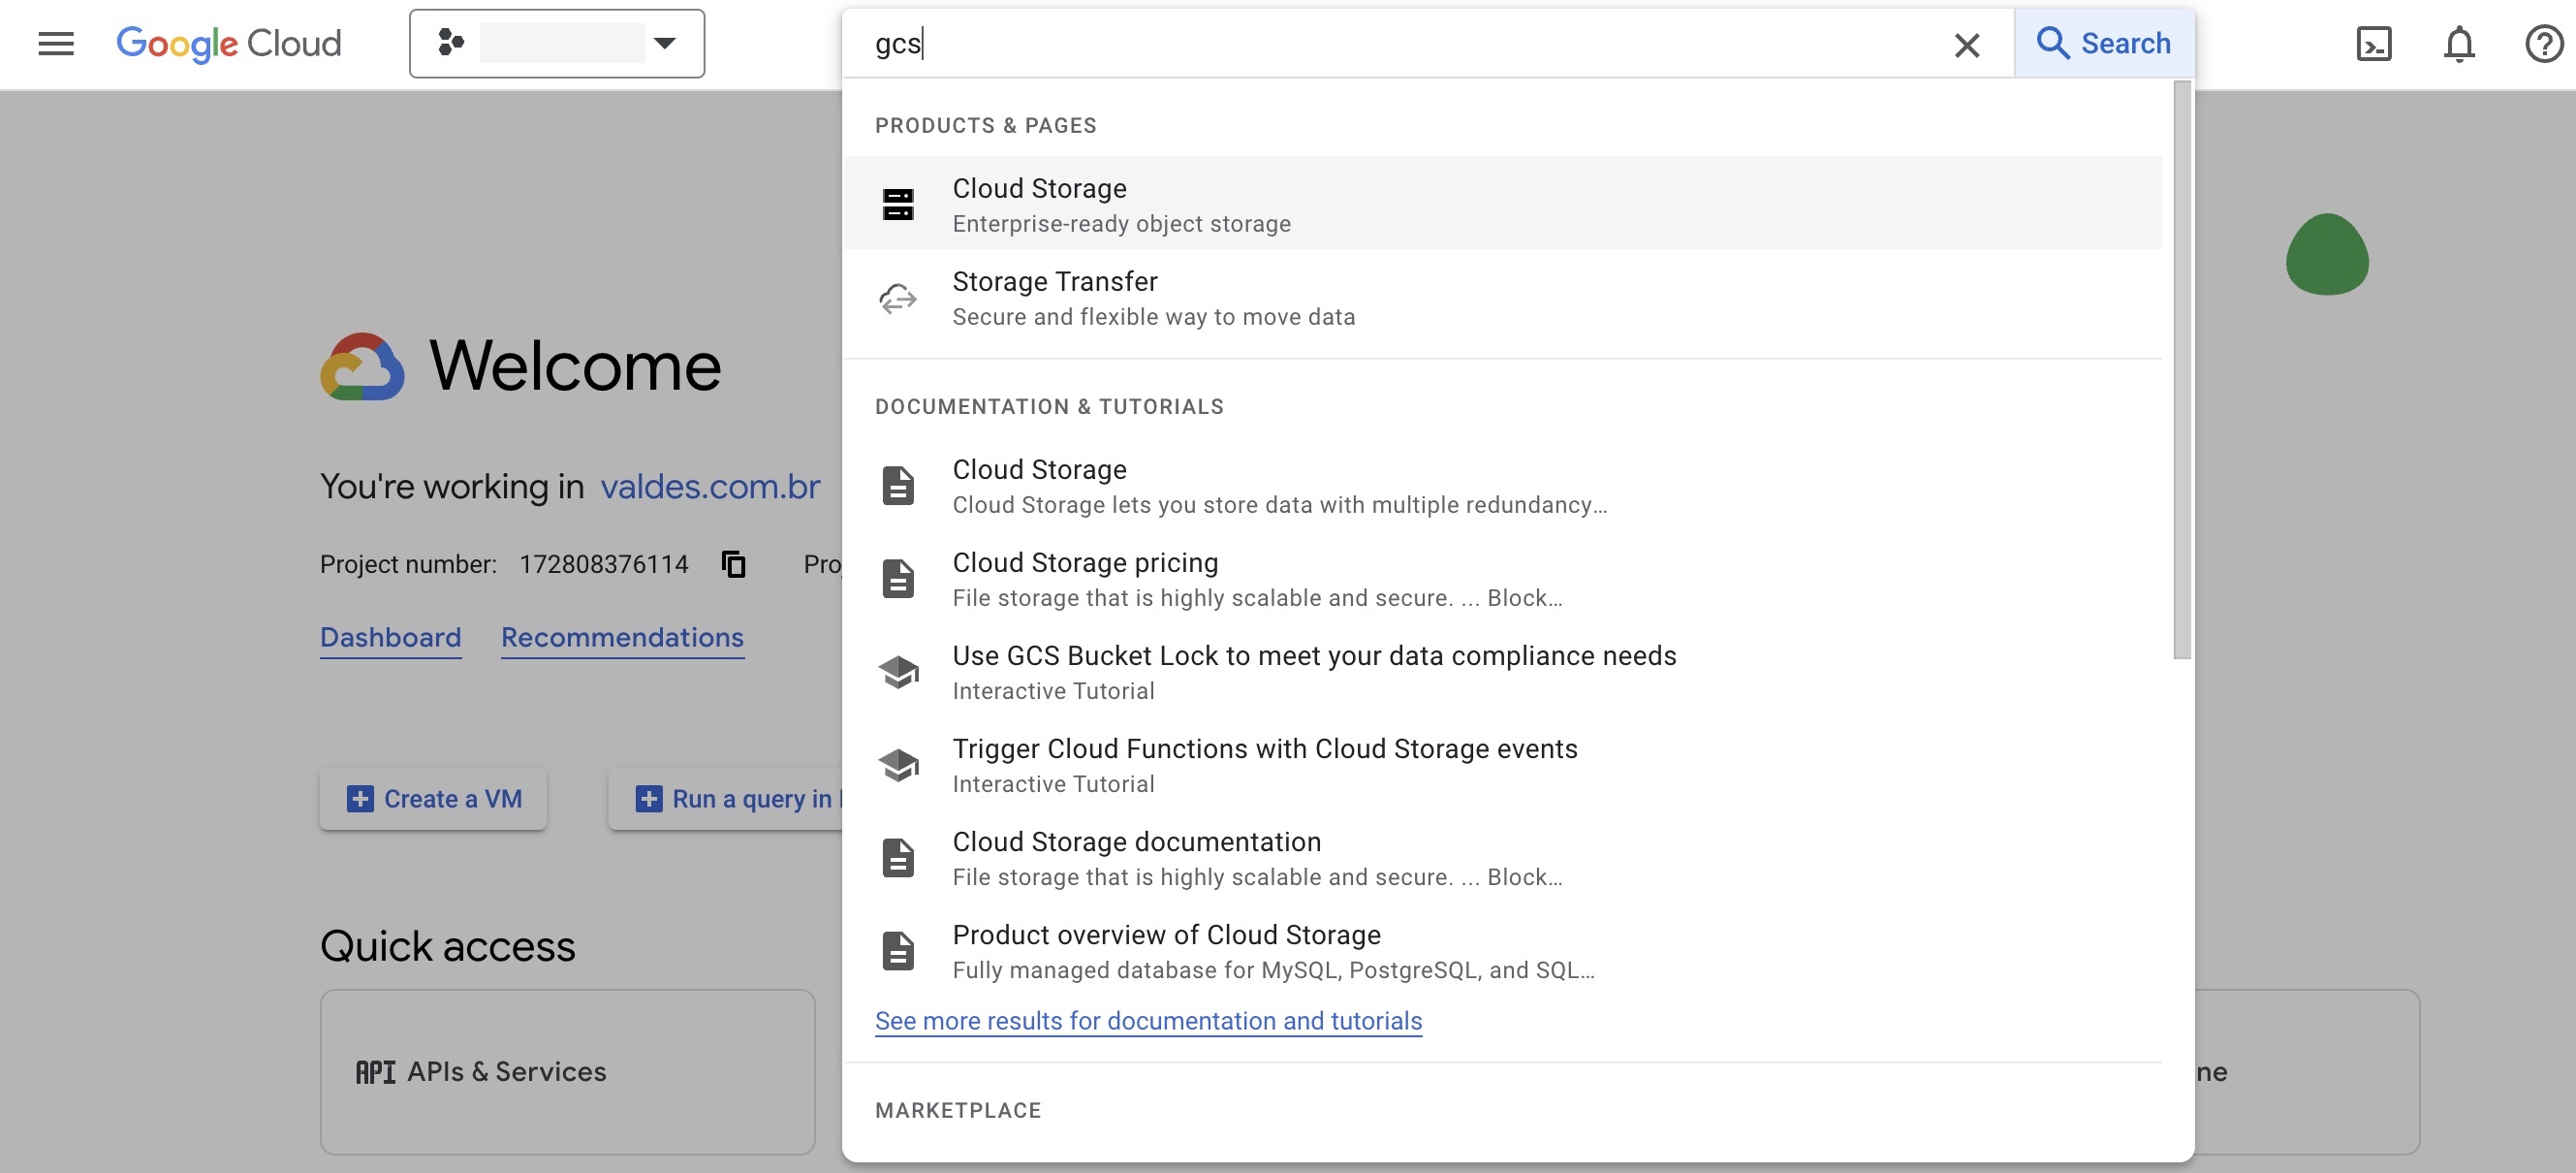 Google Cloud
gcs
Search
PRODUCTS & PAGES
Cloud Storage
Enterprise-ready object storage
Storage Transfer
Secure and flexible way to move data
DOCUMENTATION & TUTORIALS
Cloud Storage
Cloud Storage lets you store data with multiple redundancy...
Cloud Storage pricing
File storage that is highly scalable and secure. ... Block...
Use GCS Bucket Lock to meet your data compliance needs
Interactive Tutorial
Trigger Cloud Functions with Cloud Storage events
Interactive Tutorial
Cloud Storage documentation
File storage that is highly scalable and secure. ... Block...
Product overview of Cloud Storage
Fully managed database for MySQL, PostgreSQL, and SQL...
See more results for documentation and tutorials
MARKETPLACE
Welcome
You're working in valdes.com.br
Project number: 172808376114 Pro
Dashboard Recommendations
Create a VM Run a query in
Quick access
API APIs & Services
ne